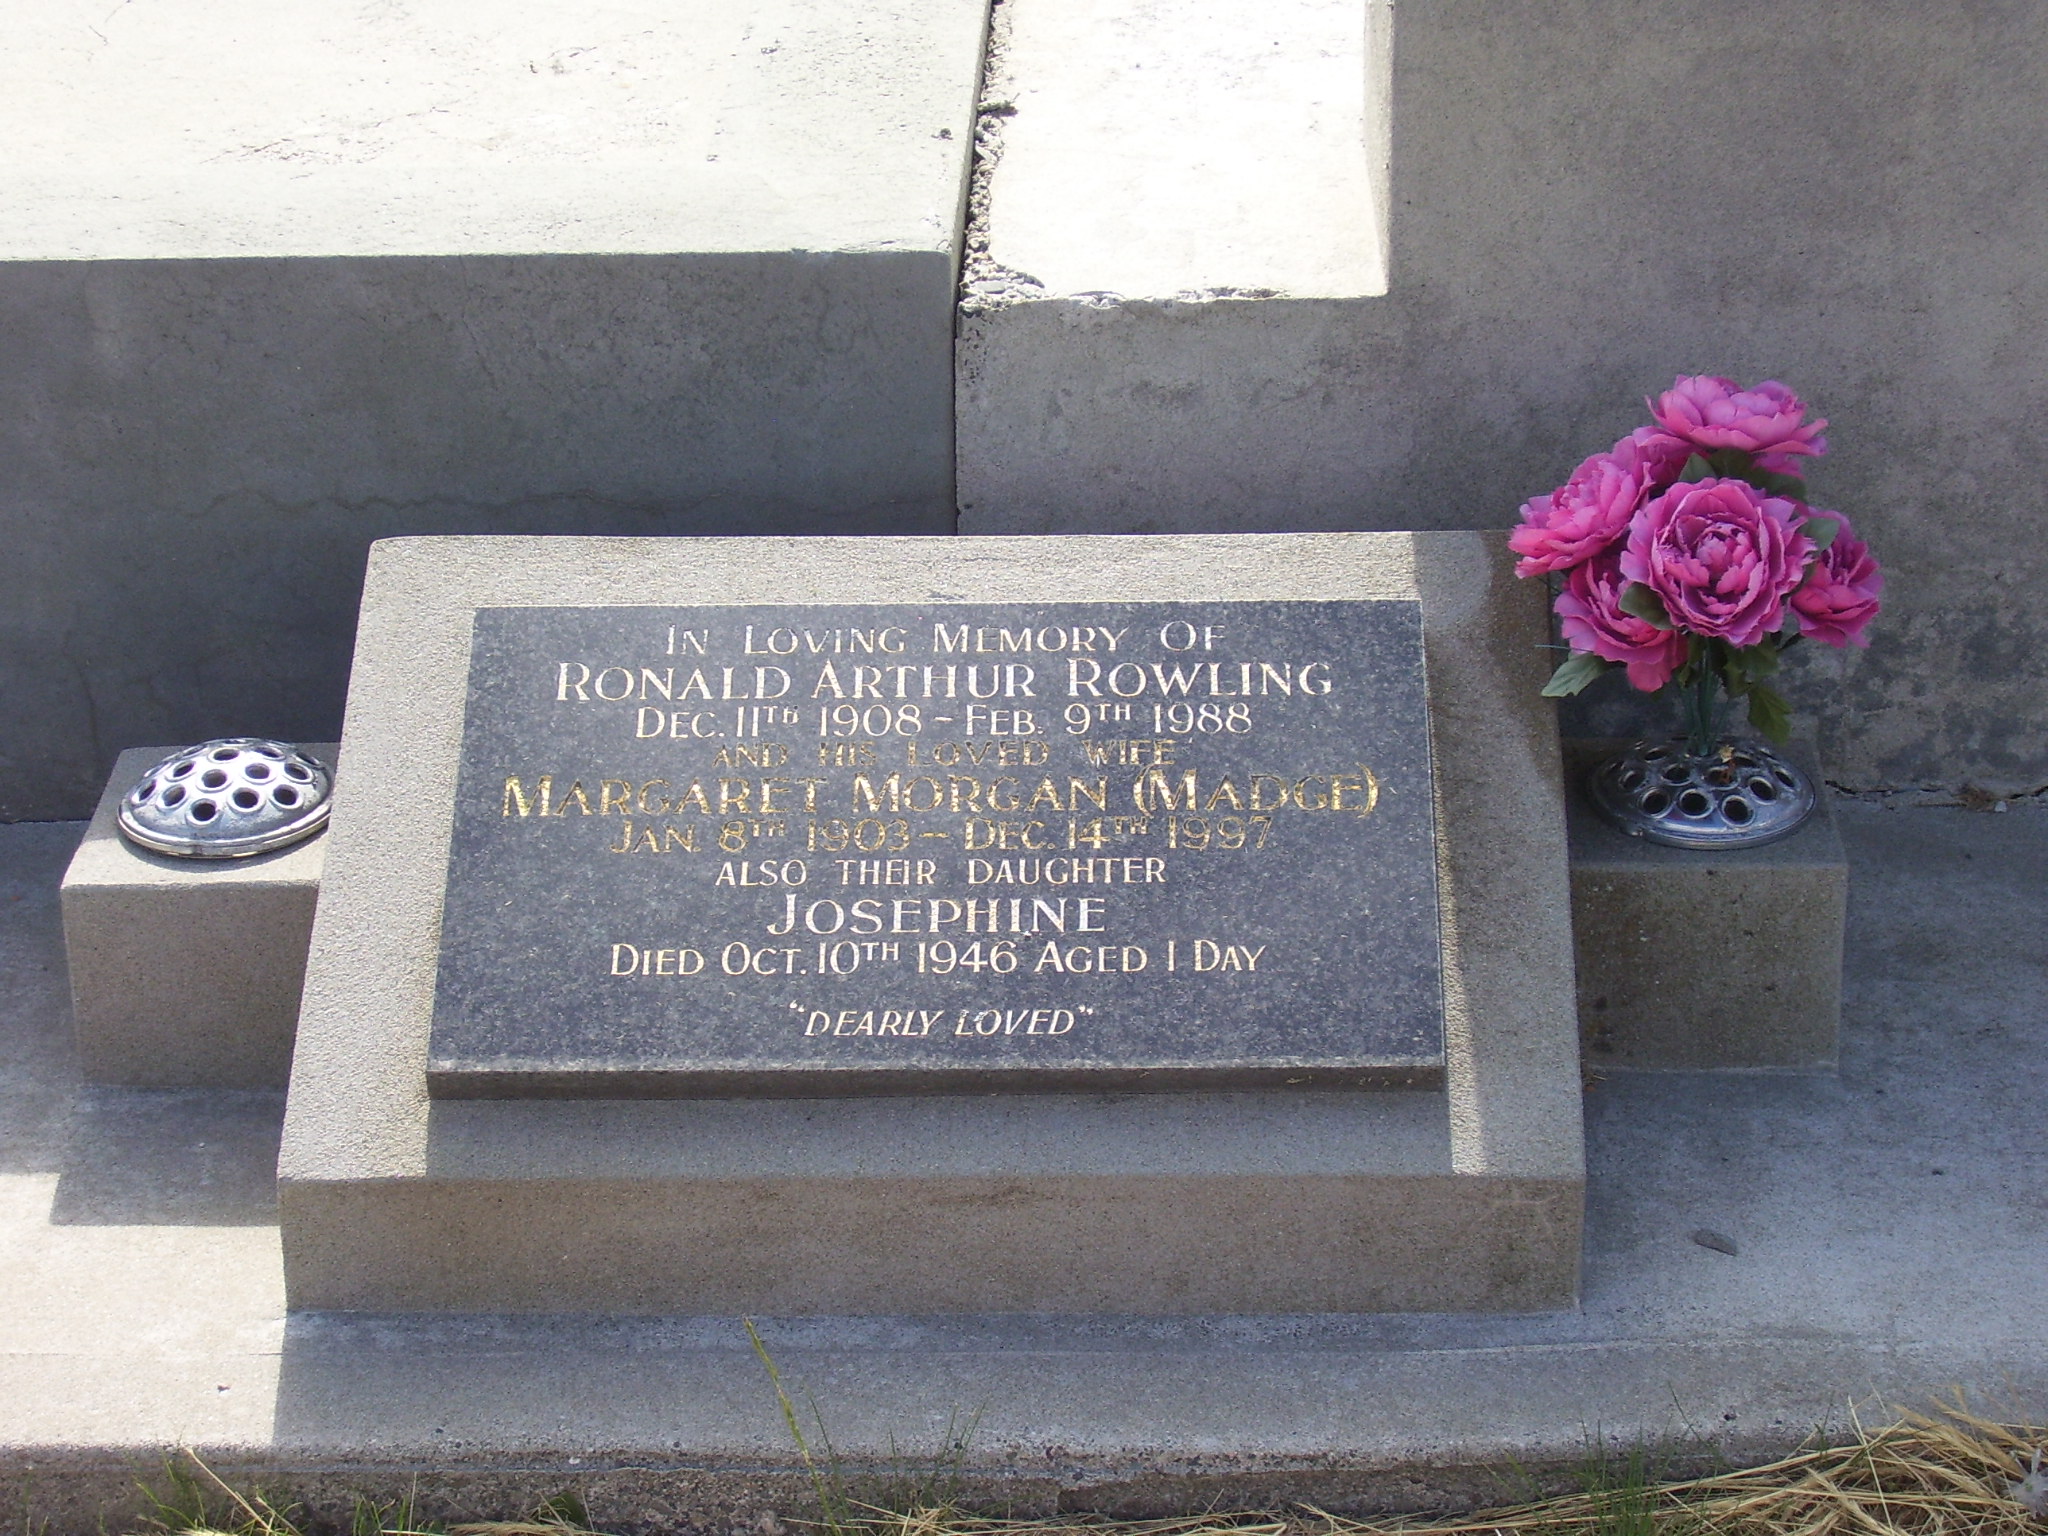 IN LOVING MEMORY OF
RONALD ARTHUR ROWLING
DEC. 11TH 1908 - FEB. 9TH 1988
AND HIS LOVED WIFE
MARGARET MORGAN (MADGE)
JAN. 8TH 1903 - DEC. 14TH 1997
ALSO THEIR DAUGHTER
JOSEPHINE
DIED OCT. 10TH 1946 AGED 1 DAY
"DEARLY LOVED"